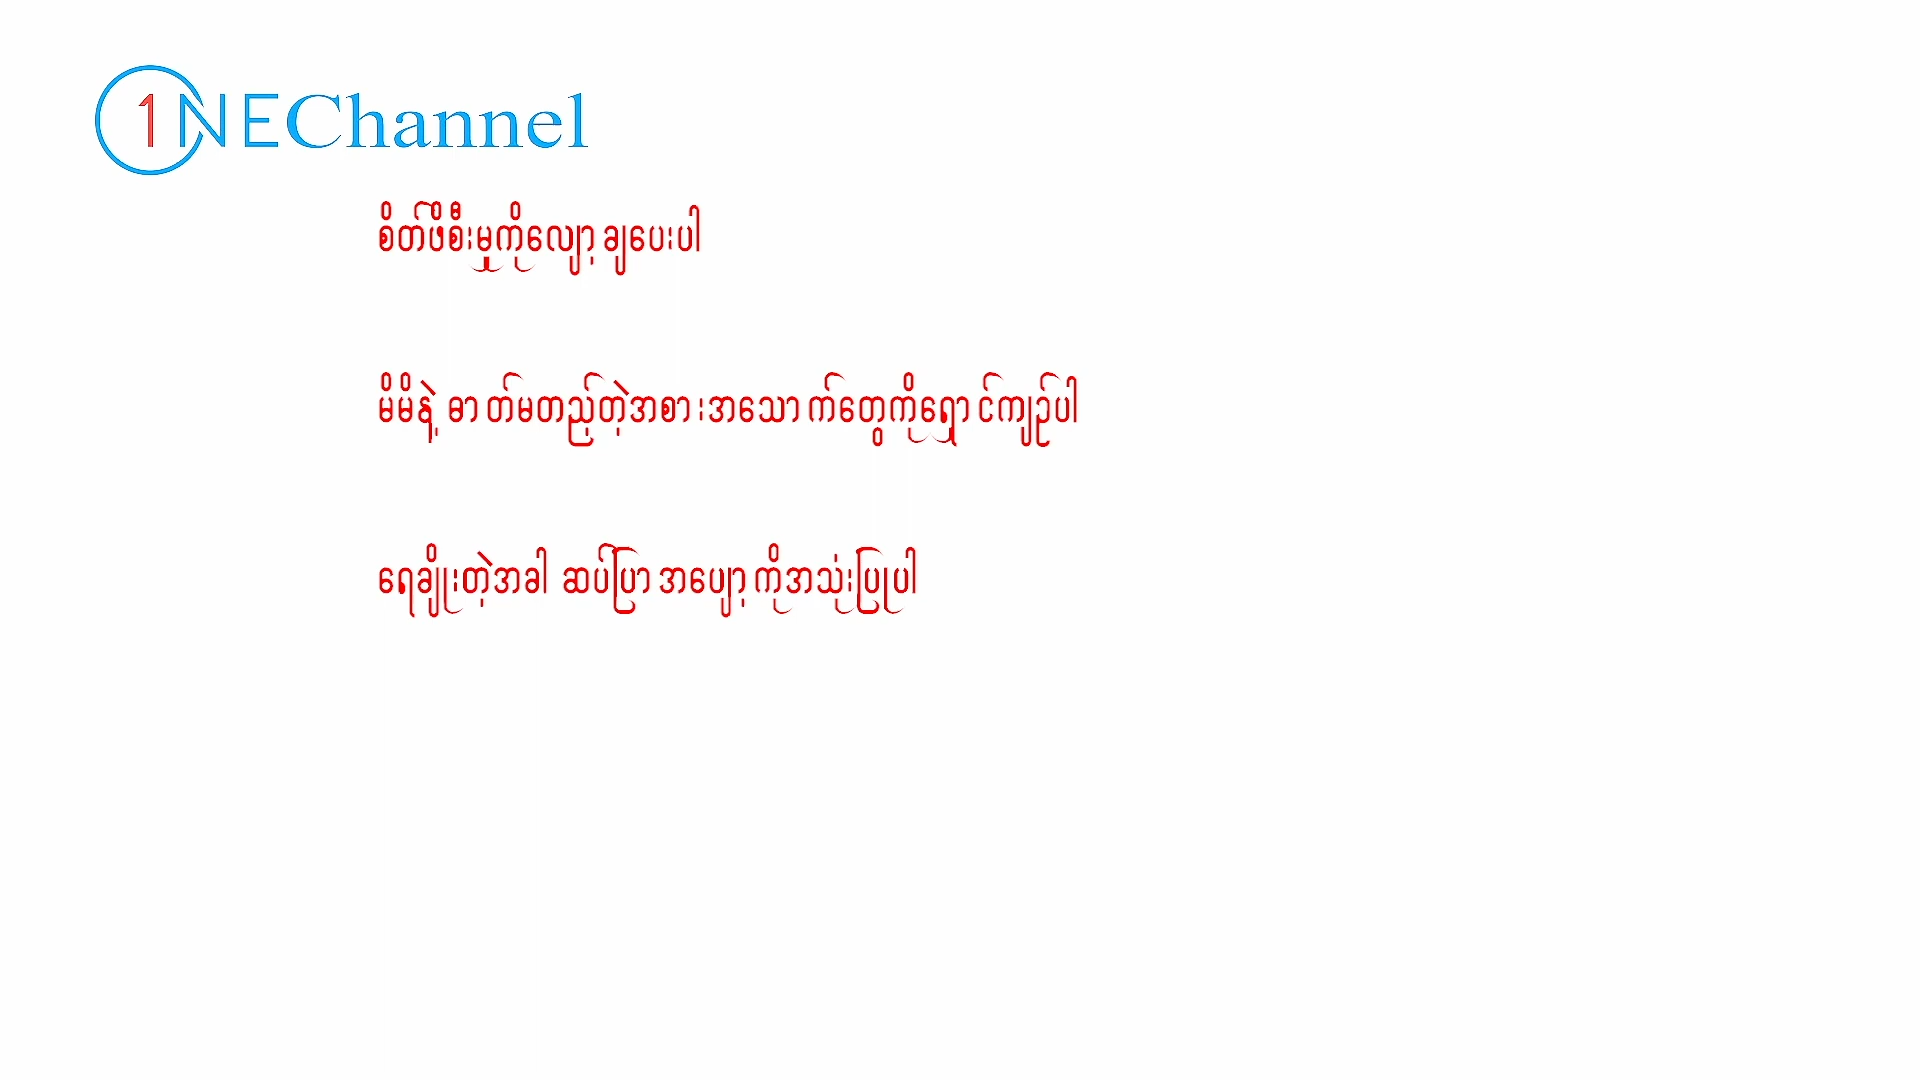 1NEChannel
စိတ်ဖိစီးမှုကိုလျော့ချပေးပါ
မိမိနဲ့ ဓာတ်မတည့်တဲ့အစားအသောက်တွေကိုရှောင်ကျဉ်ပါ
ရေချိုးတဲ့အခါ ဆပ်ပြာအပျော့ကိုအသုံးပြုပါ